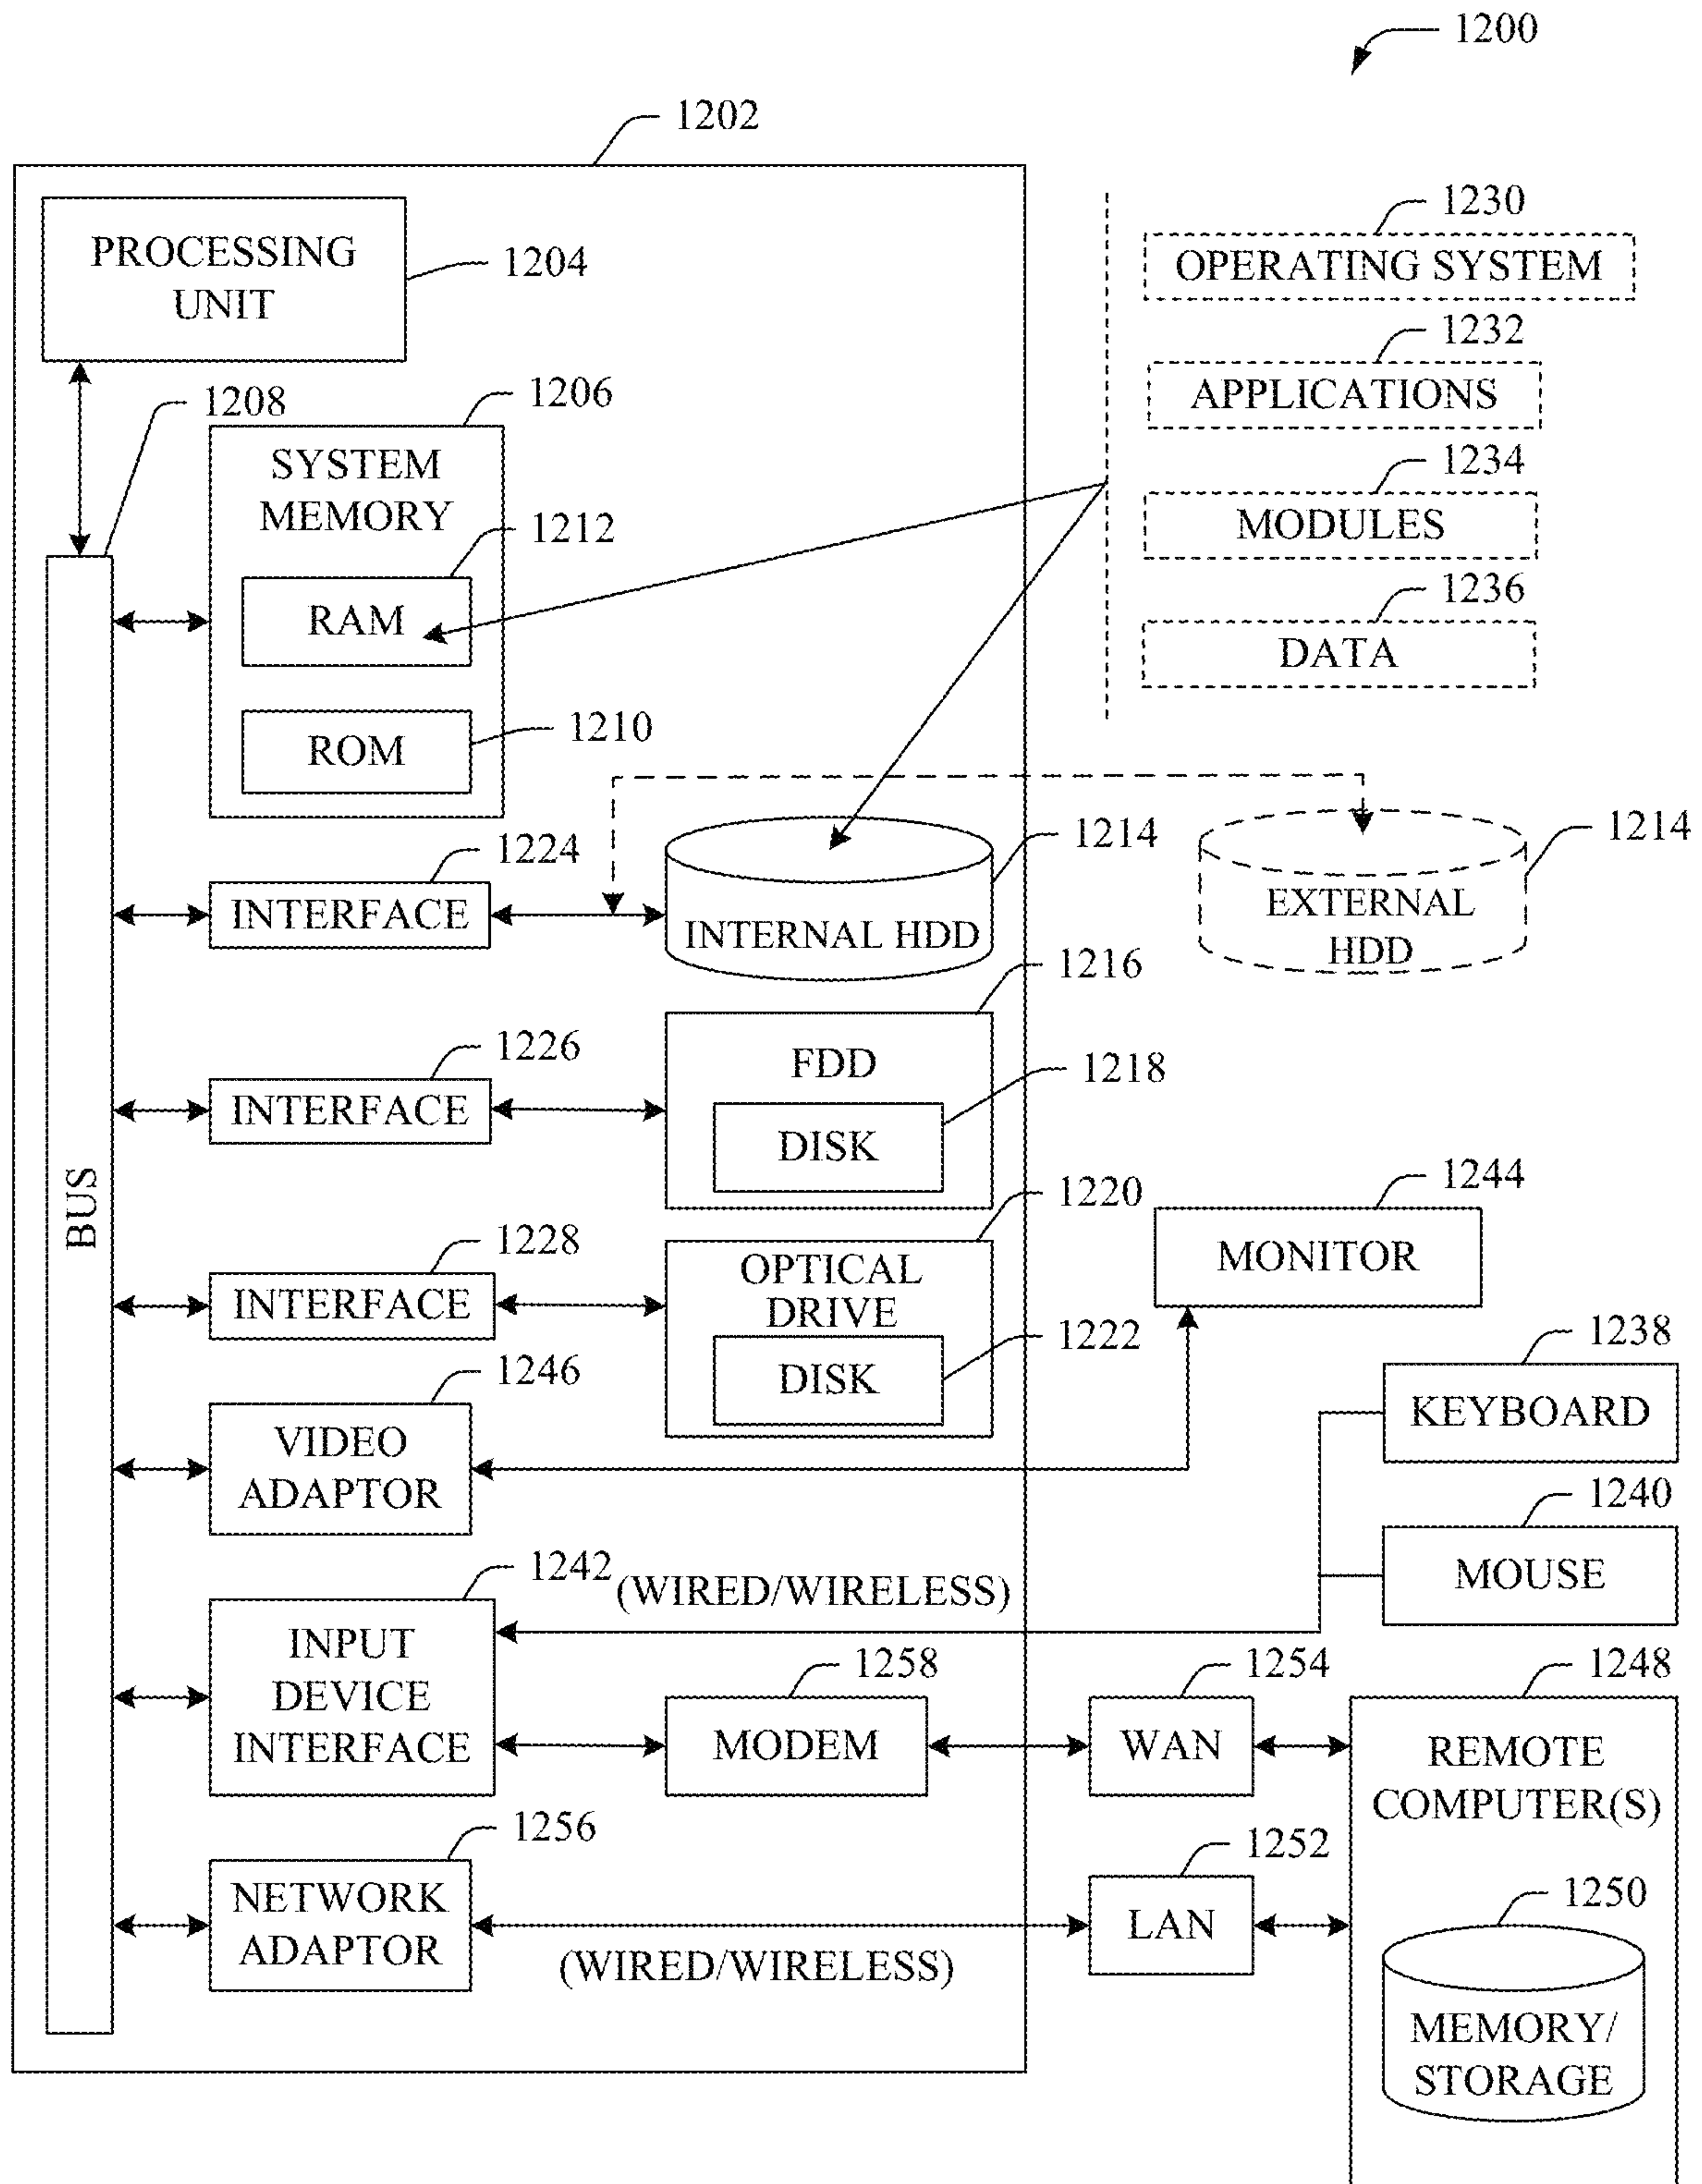 1200
1202
PROCESSING
UNIT
1204
1230
OPERATING SYSTEM
1232
APPLICATIONS
1234
MODULES
1236
DATA
1208
1206
SYSTEM
MEMORY
1212
RAM
1210
ROM
1224
INTERFACE
1214
INTERNAL HDD
1214
EXTERNAL
HDD
1226
INTERFACE
1216
FDD
1218
DISK
BUS
1228
INTERFACE
1220
OPTICAL
DRIVE
1222
DISK
1244
MONITOR
1246
VIDEO
ADAPTOR
1238
KEYBOARD
1240
MOUSE
1242
(WIRED/WIRELESS)
INPUT
DEVICE
INTERFACE
1258
MODEM
1254
WAN
1248
REMOTE
COMPUTER(S)
1256
NETWORK
ADAPTOR
(WIRED/WIRELESS)
1252
LAN
1250
MEMORY/
STORAGE